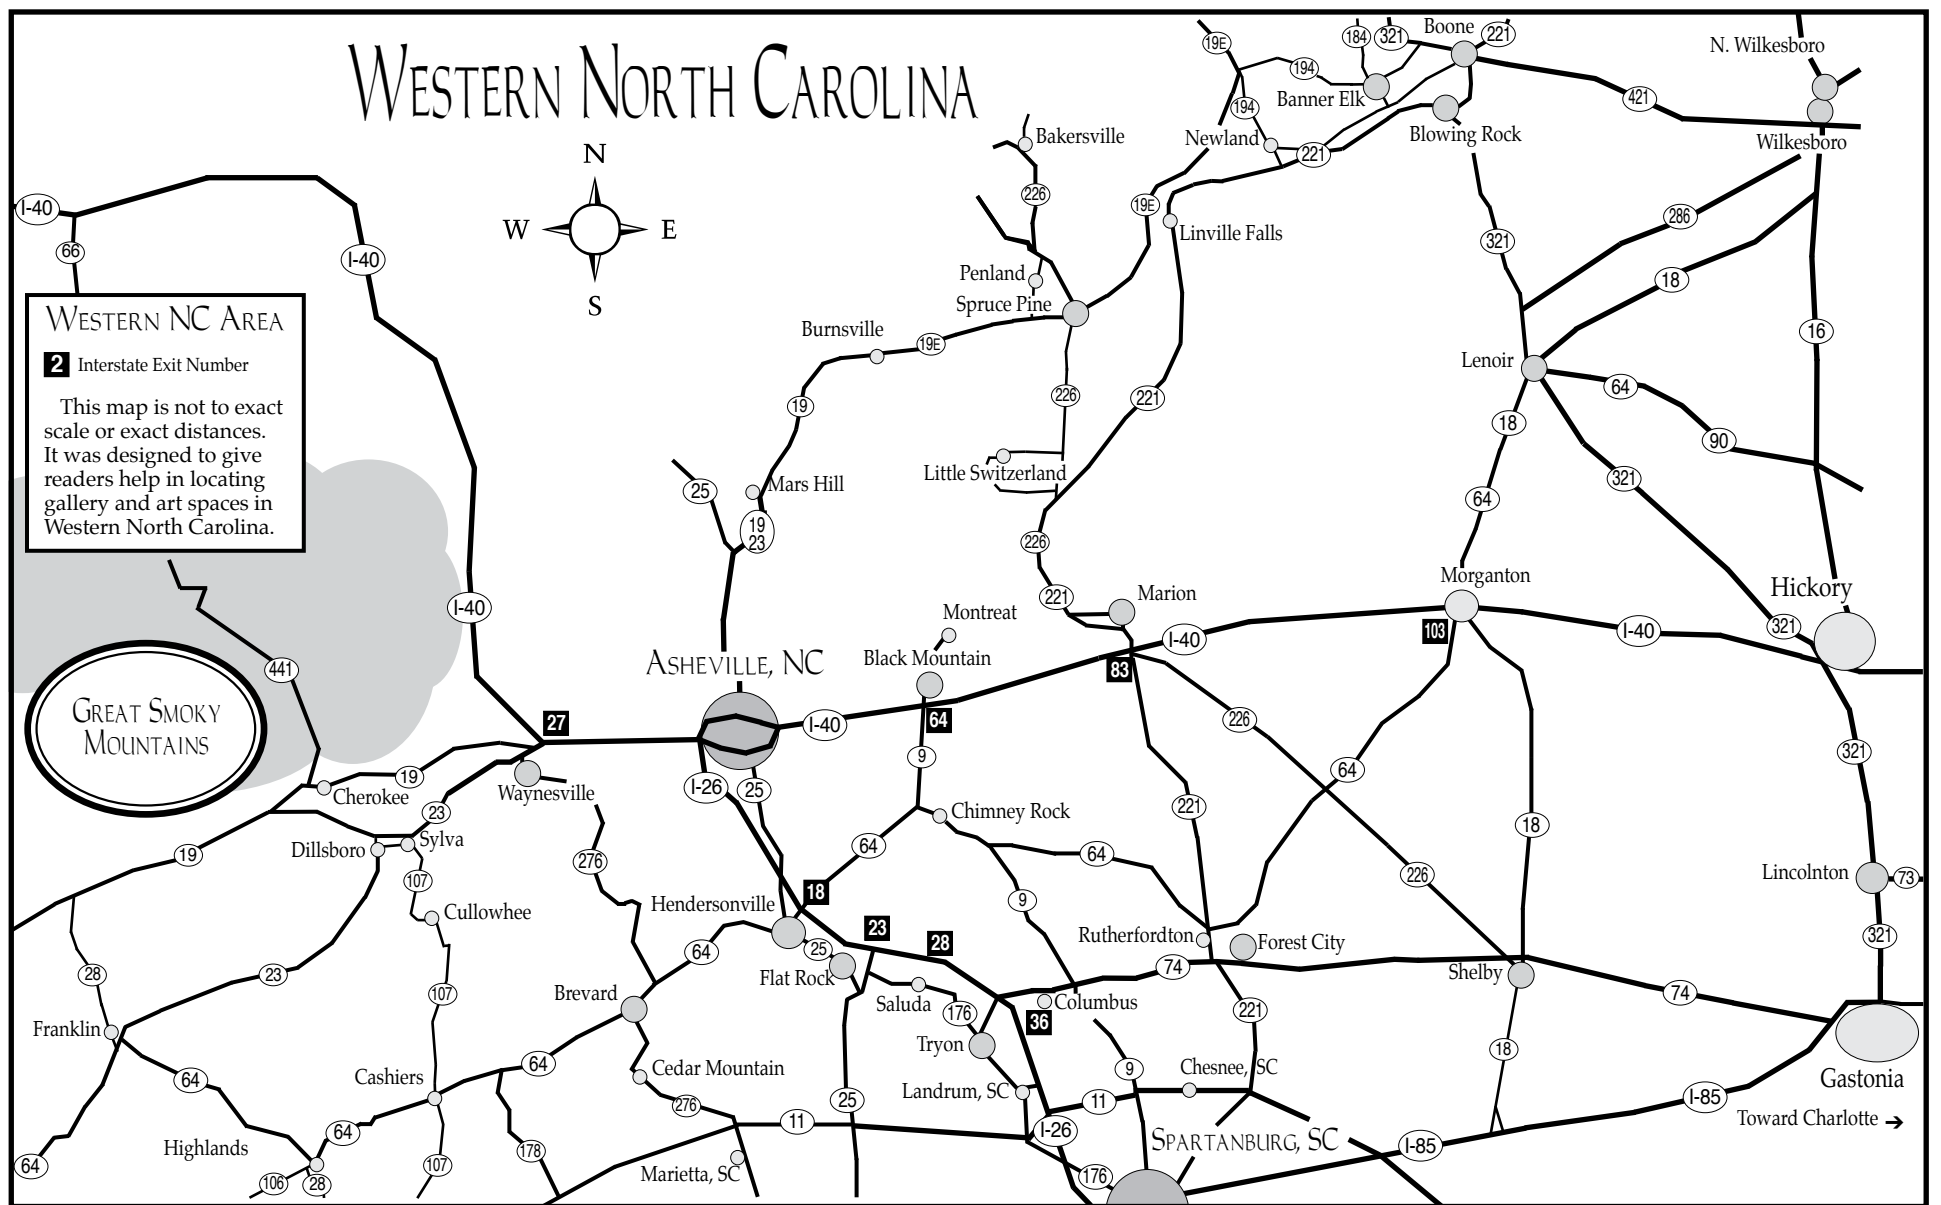 WESTERN NORTH CAROLINA
N
W
E
S
WESTERN NC AREA
2 Interstate Exit Number
This map is not to exact
scale or exact distances.
It was designed to give
readers help in locating
gallery and art spaces in
Western North Carolina.
GREAT SMOKY
MOUNTAINS
I-40
66
I-40
I-40
441
27
19
Cherokee
23
Waynesville
19
Dillsboro
Sylva
107
276
Cullowhee
28
23
107
Franklin
64
64
Highlands
106
28
64
Cashiers
107
64
178
Brevard
64
Cedar Mountain
276
11
Marietta, SC
25
Hendersonville
25
Flat Rock
18
23
28
Saluda
176
Tryon
Landrum, SC
36
Columbus
74
I-26
11
176
9
Chesnee, SC
SPARTANBURG, SC
I-85
I-85
Toward Charlotte ➔
Gastonia
ASHEVILLE, NC
I-26
25
I-40
25
19
23
Mars Hill
19
Burnsville
19E
Bakersville
226
Penland
Spruce Pine
19E
226
221
Little Switzerland
226
221
Marion
Montreat
Black Mountain
64
9
Chimney Rock
64
64
9
83
I-40
226
221
64
Rutherfordton
Forest City
221
226
Shelby
18
18
74
103
Morganton
I-40
64
18
Lenoir
321
64
90
321
321
Hickory
16
18
286
321
Lincolnton
73
321
19E
194
194
Newland
Banner Elk
184
321
Boone
221
221
Blowing Rock
Linville Falls
421
N. Wilkesboro
Wilkesboro